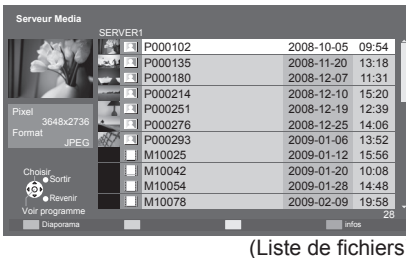 Serveur Media
SERVER1
P000102 2008-10-05 09:54
P000135 2008-11-20 13:18
P000180 2008-12-07 11:31
P000214 2008-12-10 15:20
P000251 2008-12-19 12:39
P000276 2008-12-25 14:06
P000293 2009-01-06 13:52
M10025 2009-01-12 15:56
M10042 2009-01-20 10:08
M10054 2009-01-28 14:48
M10078 2009-02-09 19:58
Pixel
3648x2736
Format
JPEG
Choisir
Sortir
Revenir
Voir programme
28
Diaporama
infos
(Liste de fichiers